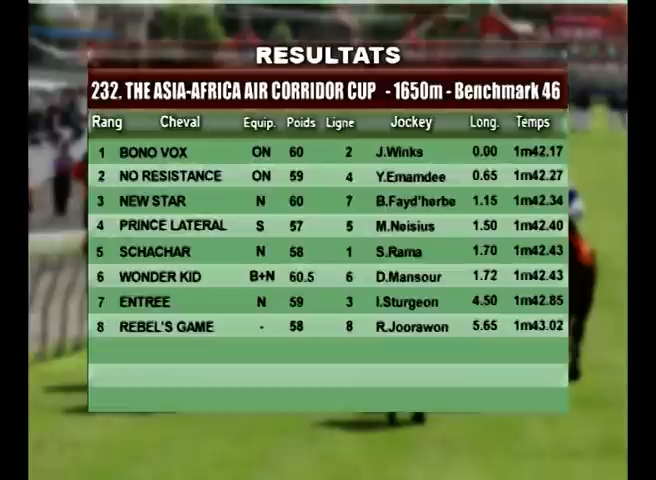 RESULTATS
232. THE ASIA-AFRICA AIR CORRIDOR CUP - 1650m - Benchmark 46
Rang Cheval Equip. Poids Ligne Jockey Long. Temps
1 BONO VOX ON 60 2 J.Winks 0.00 1m42.17
2 NO RESISTANCE ON 59 4 Y.Emamdee 0.65 1m42.27
3 NEW STAR N 60 7 B.Fayd'herbe 1.15 1m42.34
4 PRINCE LATERAL S 57 5 M.Neisius 1.50 1m42.40
5 SCHACHAR N 58 1 S.Rama 1.70 1m42.43
6 WONDER KID B+N 60.5 6 D.Mansour 1.72 1m42.43
7 ENTREE N 59 3 I.Sturgeon 4.50 1m42.85
8 REBEL'S GAME - 58 8 R.Joorawon 5.65 1m43.02